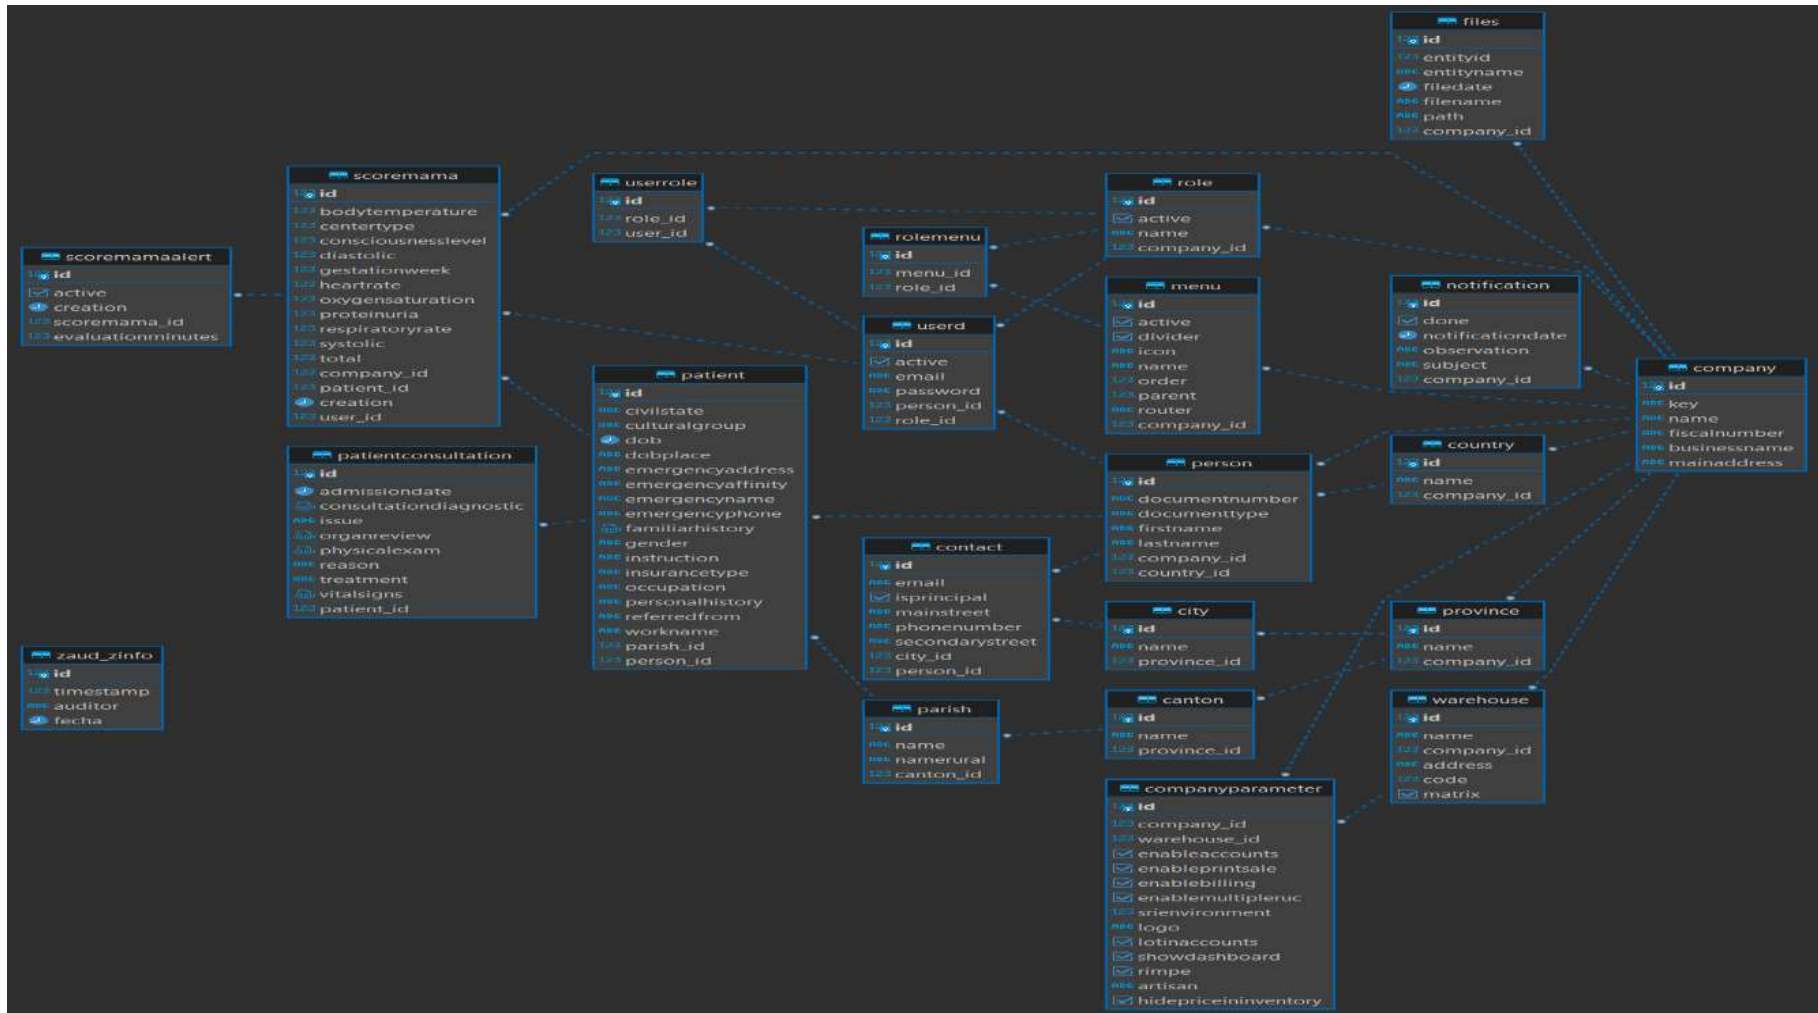 files
id
entityid
entityname
filedate
filename
path
company_id
scoremama
id
bodytemperature
centertype
consciousnesslevel
diastolic
gestationweek
heartrate
oxygensaturation
proteinuria
respiratoryrate
systolic
total
company_id
patient_id
creation
user_id
userrole
id
role_id
user_id
role
id
active
name
company_id
rolemenu
id
menu_id
role_id
scoremamaalert
id
active
creation
scoremama_id
evaluationminutes
menu
id
active
divider
icon
name
order
parent
router
company_id
notification
id
done
notificationdate
observation
subject
company_id
userd
id
active
email
password
person_id
role_id
company
id
key
name
fiscalnumber
businessname
mainaddress
patient
id
civilstate
culturalgroup
dob
dobplace
emergencyaddress
emergencyaffinity
emergencyname
emergencyphone
familiarhistory
gender
instruction
insurancetype
occupation
personalhistory
referredfrom
workname
parish_id
person_id
country
id
name
company_id
patientconsultation
id
admissiondate
consultationdiagnostic
issue
organreview
physicalexam
reason
treatment
vitalsigns
patient_id
person
id
documentnumber
documenttype
firstname
lastname
company_id
country_id
contact
id
email
isprincipal
mainstreet
phonenumber
secondarystreet
city_id
person_id
city
id
name
province_id
province
id
name
company_id
zaud_zinfo
id
timestamp
auditor
fecha
canton
id
name
province_id
warehouse
id
name
company_id
address
code
matrix
parish
id
name
namerural
canton_id
companyparameter
id
company_id
warehouse_id
enableaccounts
enableprintsale
enablebilling
enablemultipleruc
srienvironment
logo
lotinaccounts
showdashboard
rimpe
artisan
hidepriceininventory